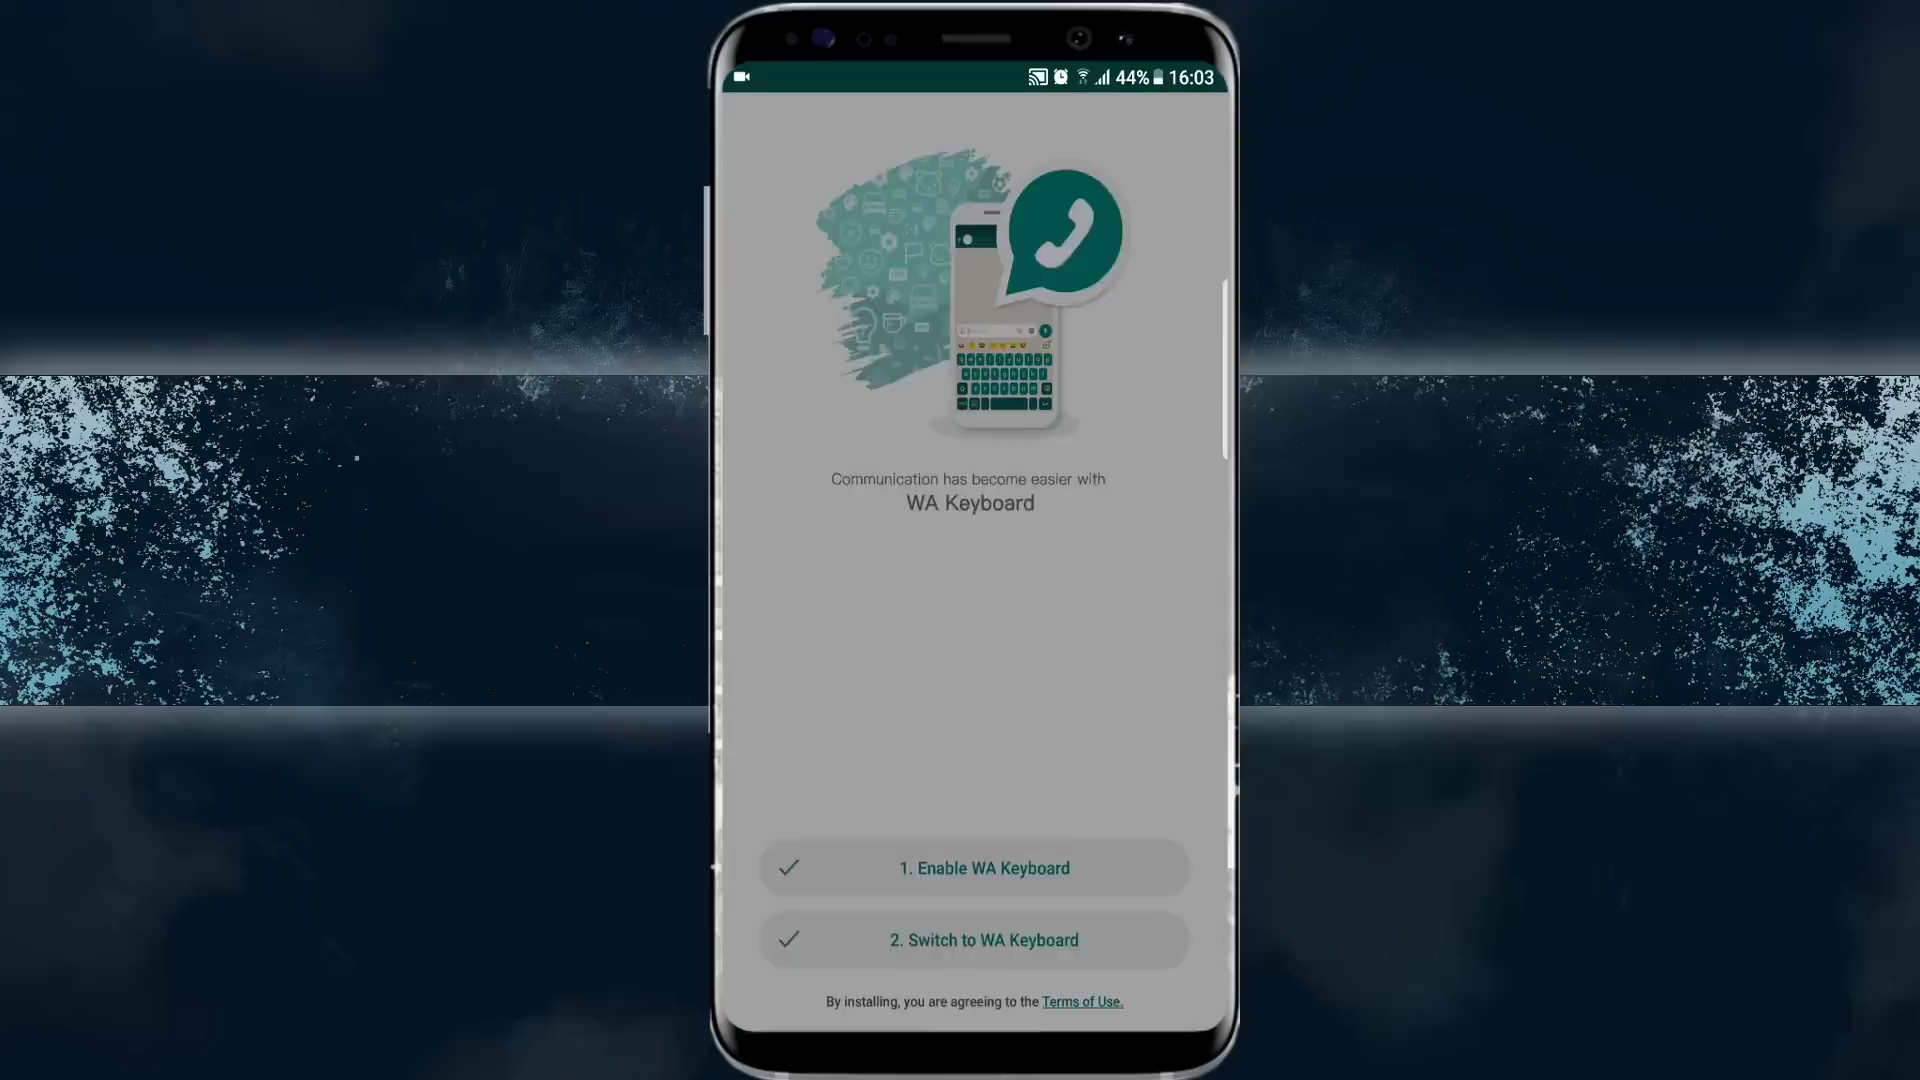 44% 16:03
Communication has become easier with
WA Keyboard
1. Enable WA Keyboard
2. Switch to WA Keyboard
By installing, you are agreeing to the Terms of Use.